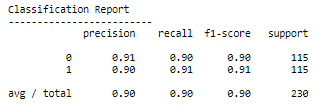 Classification Report
-------------------------
precision recall f1-score support
0 0.91 0.90 0.90 115
1 0.90 0.91 0.91 115
avg / total 0.90 0.90 0.90 230